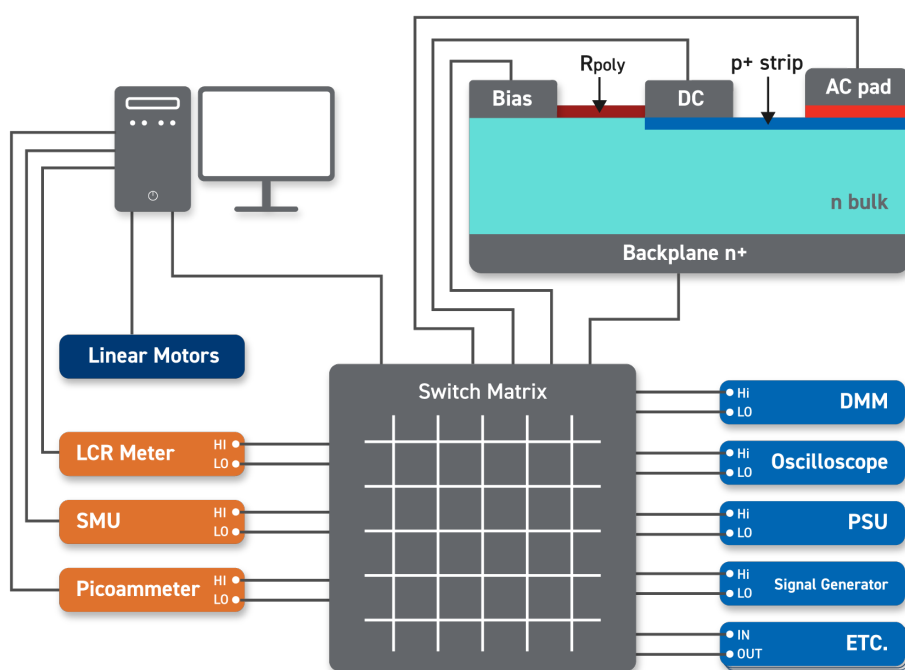 Rpoly
p+ strip
Bias
DC
AC pad
n bulk
Backplane n+
Linear Motors
Switch Matrix
LCR Meter
HI
LO
SMU
HI
LO
Picoammeter
HI
LO
Hi
LO
DMM
Hi
LO
Oscilloscope
Hi
LO
PSU
Hi
LO
Signal Generator
IN
OUT
ETC.